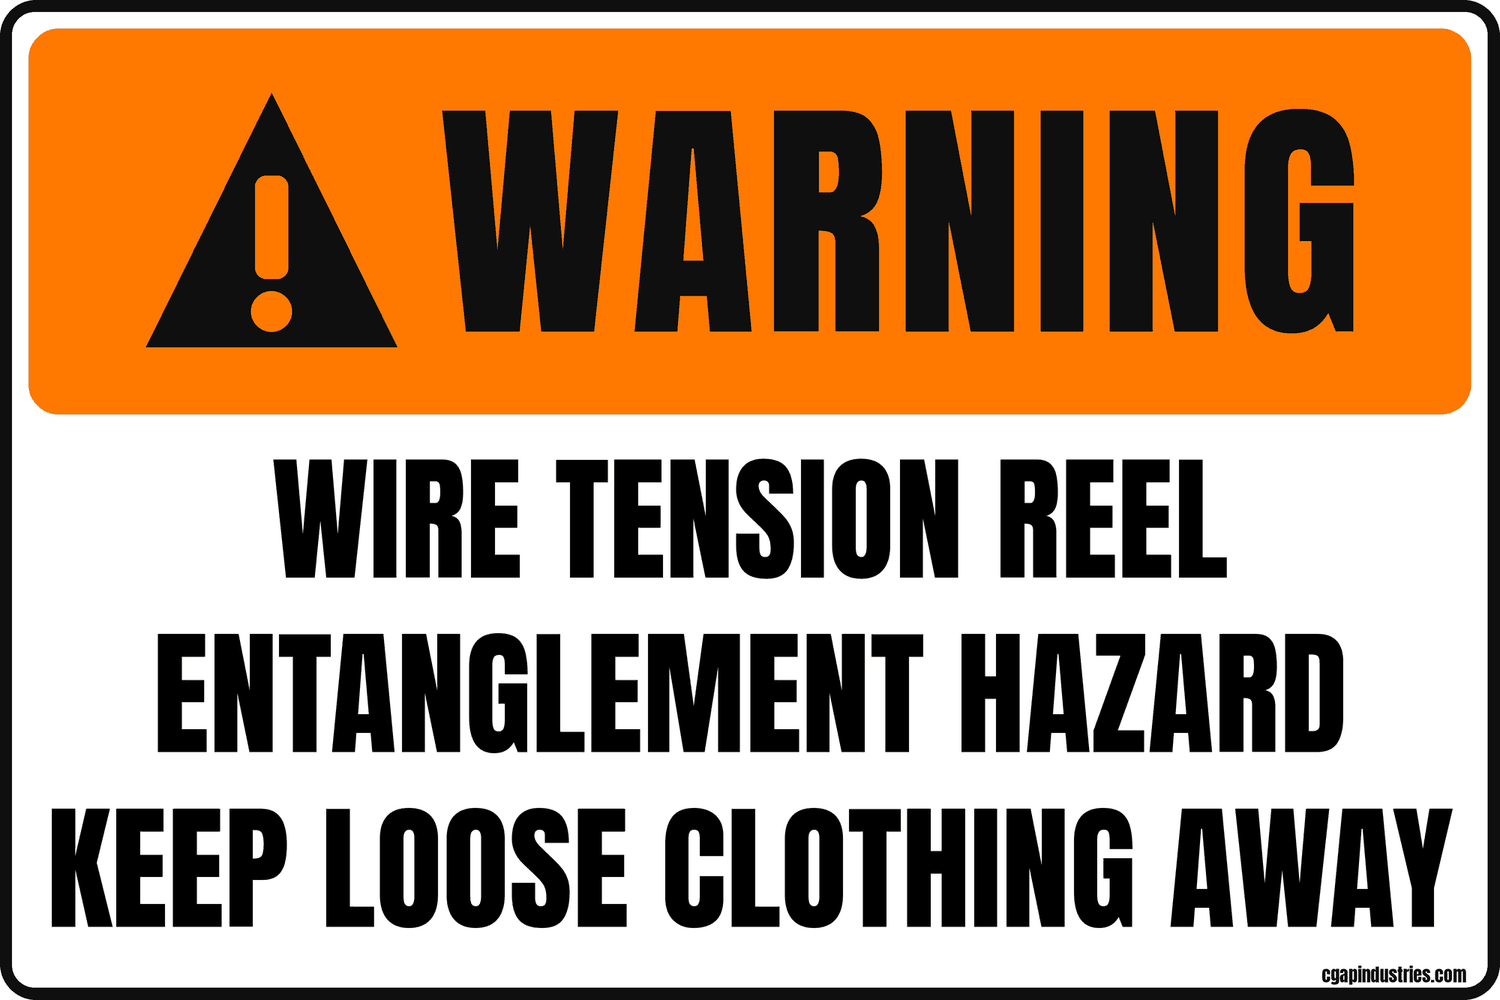 WARNING
WIRE TENSION REEL
ENTANGLEMENT HAZARD
KEEP LOOSE CLOTHING AWAY
cgapindustries.com